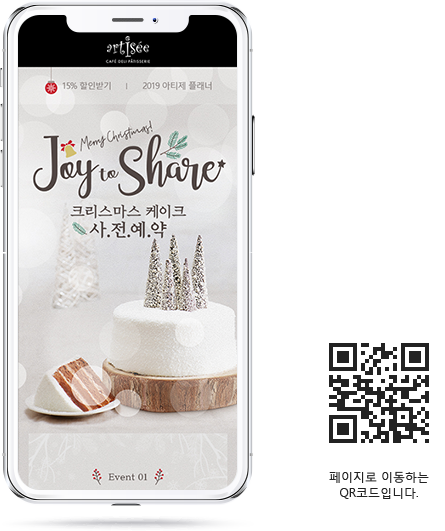 artisée
CAFÉ DELI PÂTISSERIE
15% 할인받기 | 2019 아티제 플래너
Merry Christmas!
Joy to Share
크리스마스 케이크
사.전.예.약
Event 01
페이지로 이동하는
QR코드입니다.